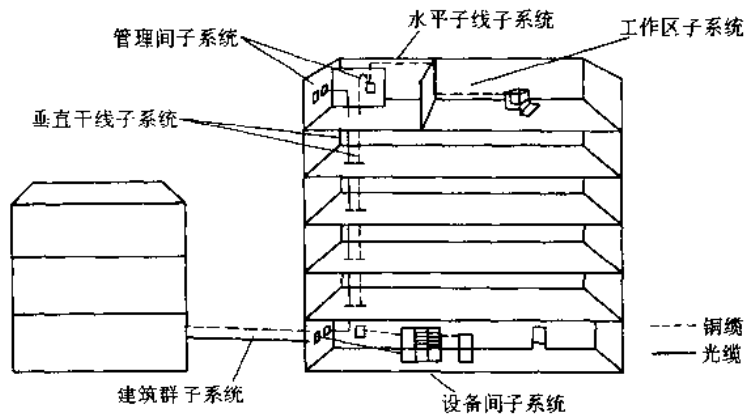 水平子线子系统
管理间子系统
工作区子系统
垂直干线子系统
铜缆
光缆
建筑群子系统
设备间子系统